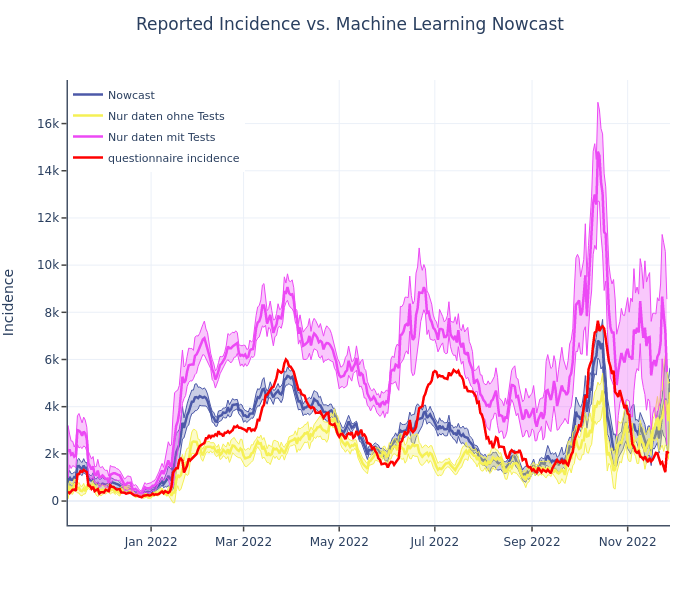 Reported Incidence vs. Machine Learning Nowcast
Nowcast
Nur daten ohne Tests
Nur daten mit Tests
questionnaire incidence
Incidence
16k
14k
12k
10k
8k
6k
4k
2k
0
Jan 2022
Mar 2022
May 2022
Jul 2022
Sep 2022
Nov 2022